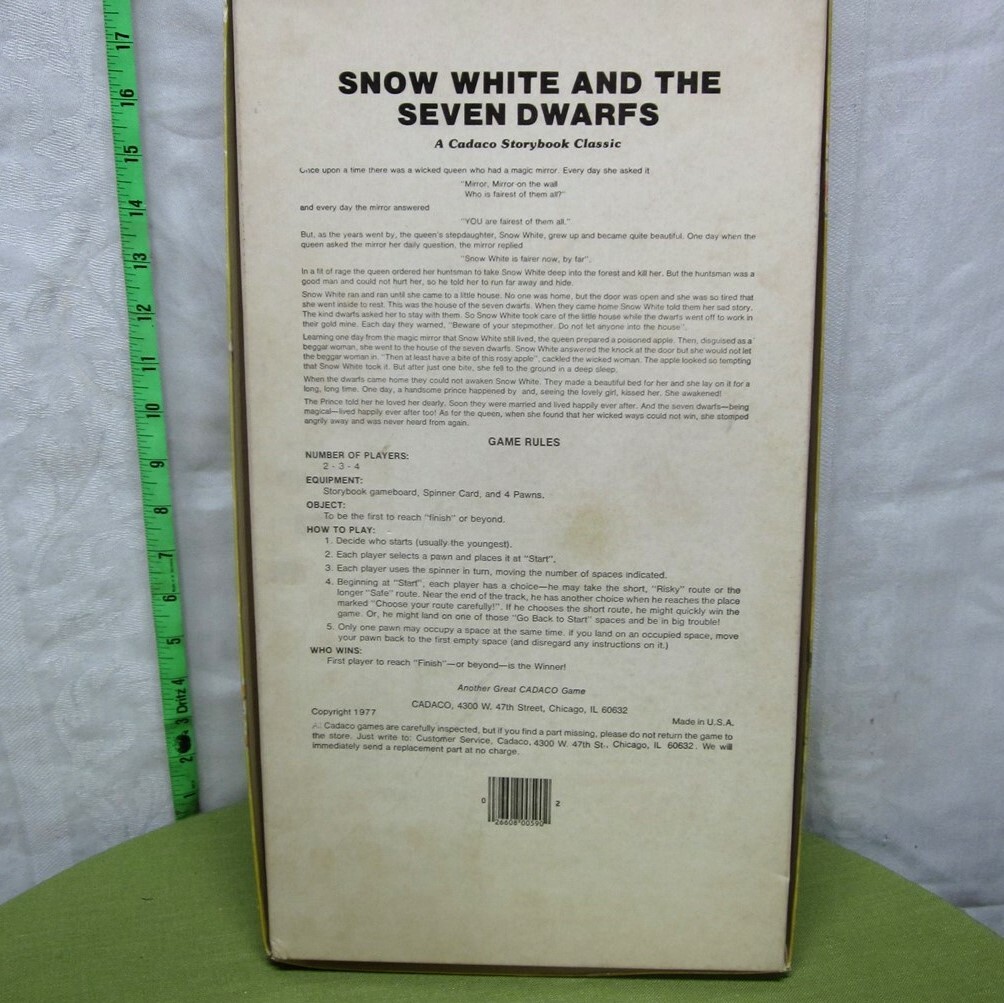 SNOW WHITE AND THE
SEVEN DWARFS
A Cadaco Storybook Classic
Once upon a time there was a wicked queen who had a magic mirror. Every day she asked it
"Mirror, Mirror on the wall
Who is fairest of them all?"
and every day the mirror answered
"YOU are fairest of them all."
But, as the years went by, the queen's stepdaughter, Snow White, grew up and became quite beautiful. One day when the
queen asked the mirror her daily question, the mirror replied
"Snow White is fairer now, by far".
In a fit of rage the queen ordered her huntsman to take Snow White deep into the forest and kill her. But the huntsman was a
good man and could not hurt her, so he told her to run far away and hide.
Snow White ran and ran until she came to a little house. No one was home, but the door was open and she was so tired that
she went inside to rest. This was the house of the seven dwarfs. When they came home Snow White told them her sad story.
The kind dwarfs asked her to stay with them. So Snow White took care of the little house while the dwarfs went off to work in
their gold mine. Each day they warned, "Beware of your stepmother. Do not let anyone into the house".
Learning one day from the magic mirror that Snow White still lived, the queen prepared a poisoned apple. Then, disguised as a
beggar woman, she went to the house of the seven dwarfs. Snow White answered the knock at the door but she would not let
the beggar woman in. "Then at least have a bite of this rosy apple", cackled the wicked woman. The apple looked so tempting
that Snow White took it. But after just one bite, she fell to the ground in a deep sleep.
When the dwarfs came home they could not awaken Snow White. They made a beautiful bed for her and she lay on it for a
long, long time. One day, a handsome prince happened by and, seeing the lovely girl, kissed her. She awakened!
The Prince told her he loved her dearly. Soon they were married and lived happily ever after. And the seven dwarfs—being
magical—lived happily ever after too! As for the queen, when she found that her wicked ways could not win, she stomped
angrily away and was never heard from again.
GAME RULES
NUMBER OF PLAYERS:
2 - 3 - 4
EQUIPMENT:
Storybook gameboard, Spinner Card, and 4 Pawns.
OBJECT:
To be the first to reach "finish" or beyond.
HOW TO PLAY:
1. Decide who starts (usually the youngest).
2. Each player selects a pawn and places it at "Start".
3. Each player uses the spinner in turn, moving the number of spaces indicated.
4. Beginning at "Start", each player has a choice—he may take the short, "Risky" route or the
longer "Safe" route. Near the end of the track, he has another choice when he reaches the place
marked "Choose your route carefully!". If he chooses the short route, he might quickly win the
game. Or, he might land on one of those "Go Back to Start" spaces and be in big trouble!
5. Only one pawn may occupy a space at the same time. if you land on an occupied space, move
your pawn back to the first empty space (and disregard any instructions on it.)
WHO WINS:
First player to reach "Finish"—or beyond—is the Winner!
Another Great CADACO Game
CADACO, 4300 W. 47th Street, Chicago, IL 60632
Copyright 1977
Made in U.S.A.
All Cadaco games are carefully inspected, but if you find a part missing, please do not return the game to
the store. Just write to: Customer Service, Cadaco, 4300 W. 47th St., Chicago, IL 60632. We will
immediately send a replacement part at no charge.
0 26608 00590 2
17
16
15
14
13
12
11
10
9
8
7
6
5
Dritz 4
3
2
1